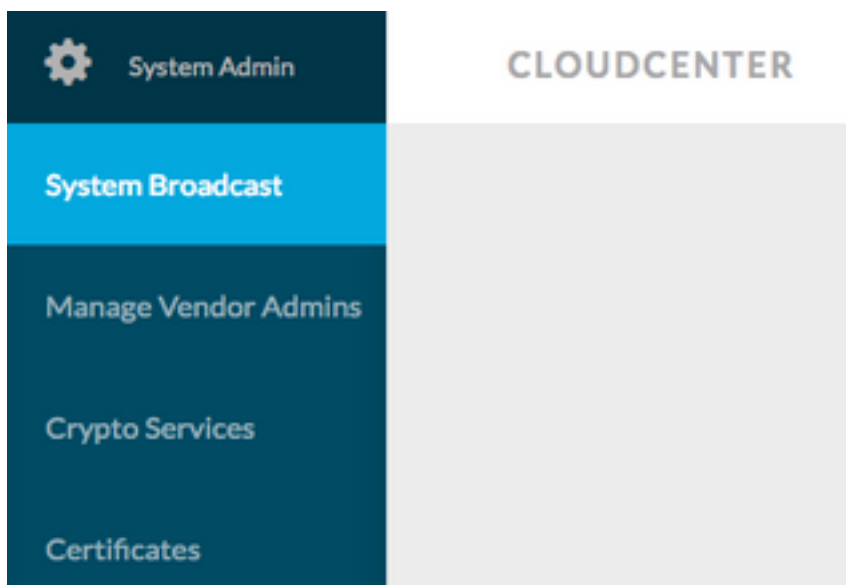 System Admin
CLOUDCENTER
System Broadcast
Manage Vendor Admins
Crypto Services
Certificates